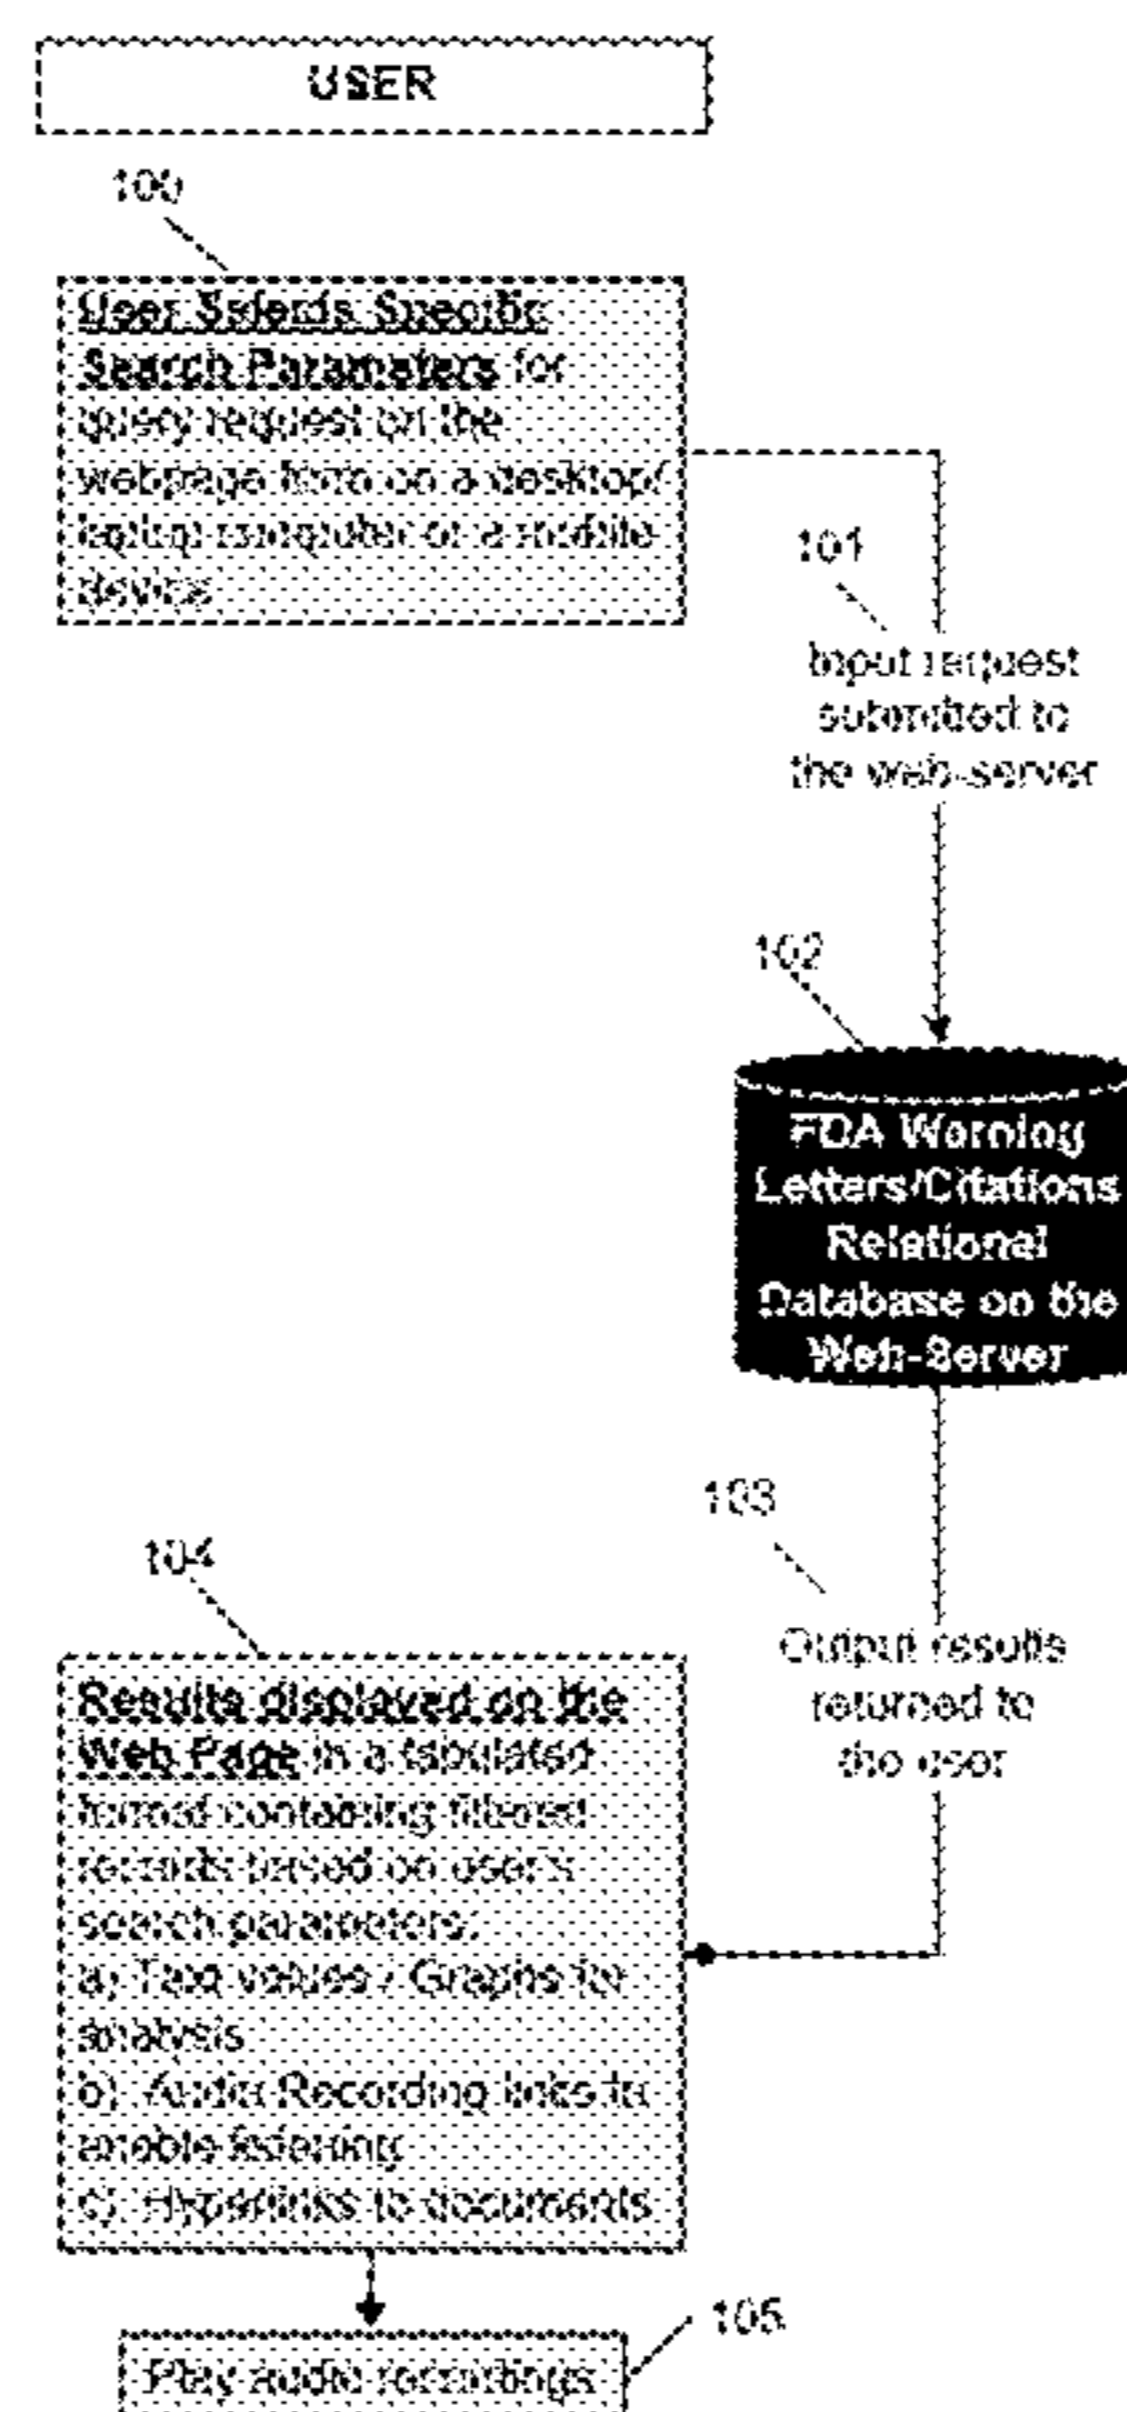 USER
100
User Selects Specific
Search Parameters for
query request on the
webpage form on a desktop/
laptop computer or a mobile
device
101
Input request
submitted to
the web-server
102
FDA Warning
Letters/Citations
Relational
Database on the
Web-Server
103
Output results
returned to
the user
104
Results displayed on the
Web Page in a tabulated
format containing filtered
records based on user's
search parameters:
a) Text values / Graphs for
analysis
b) Audio Recording links to
enable listening
c) Hyperlinks to documents
105
Play audio recordings